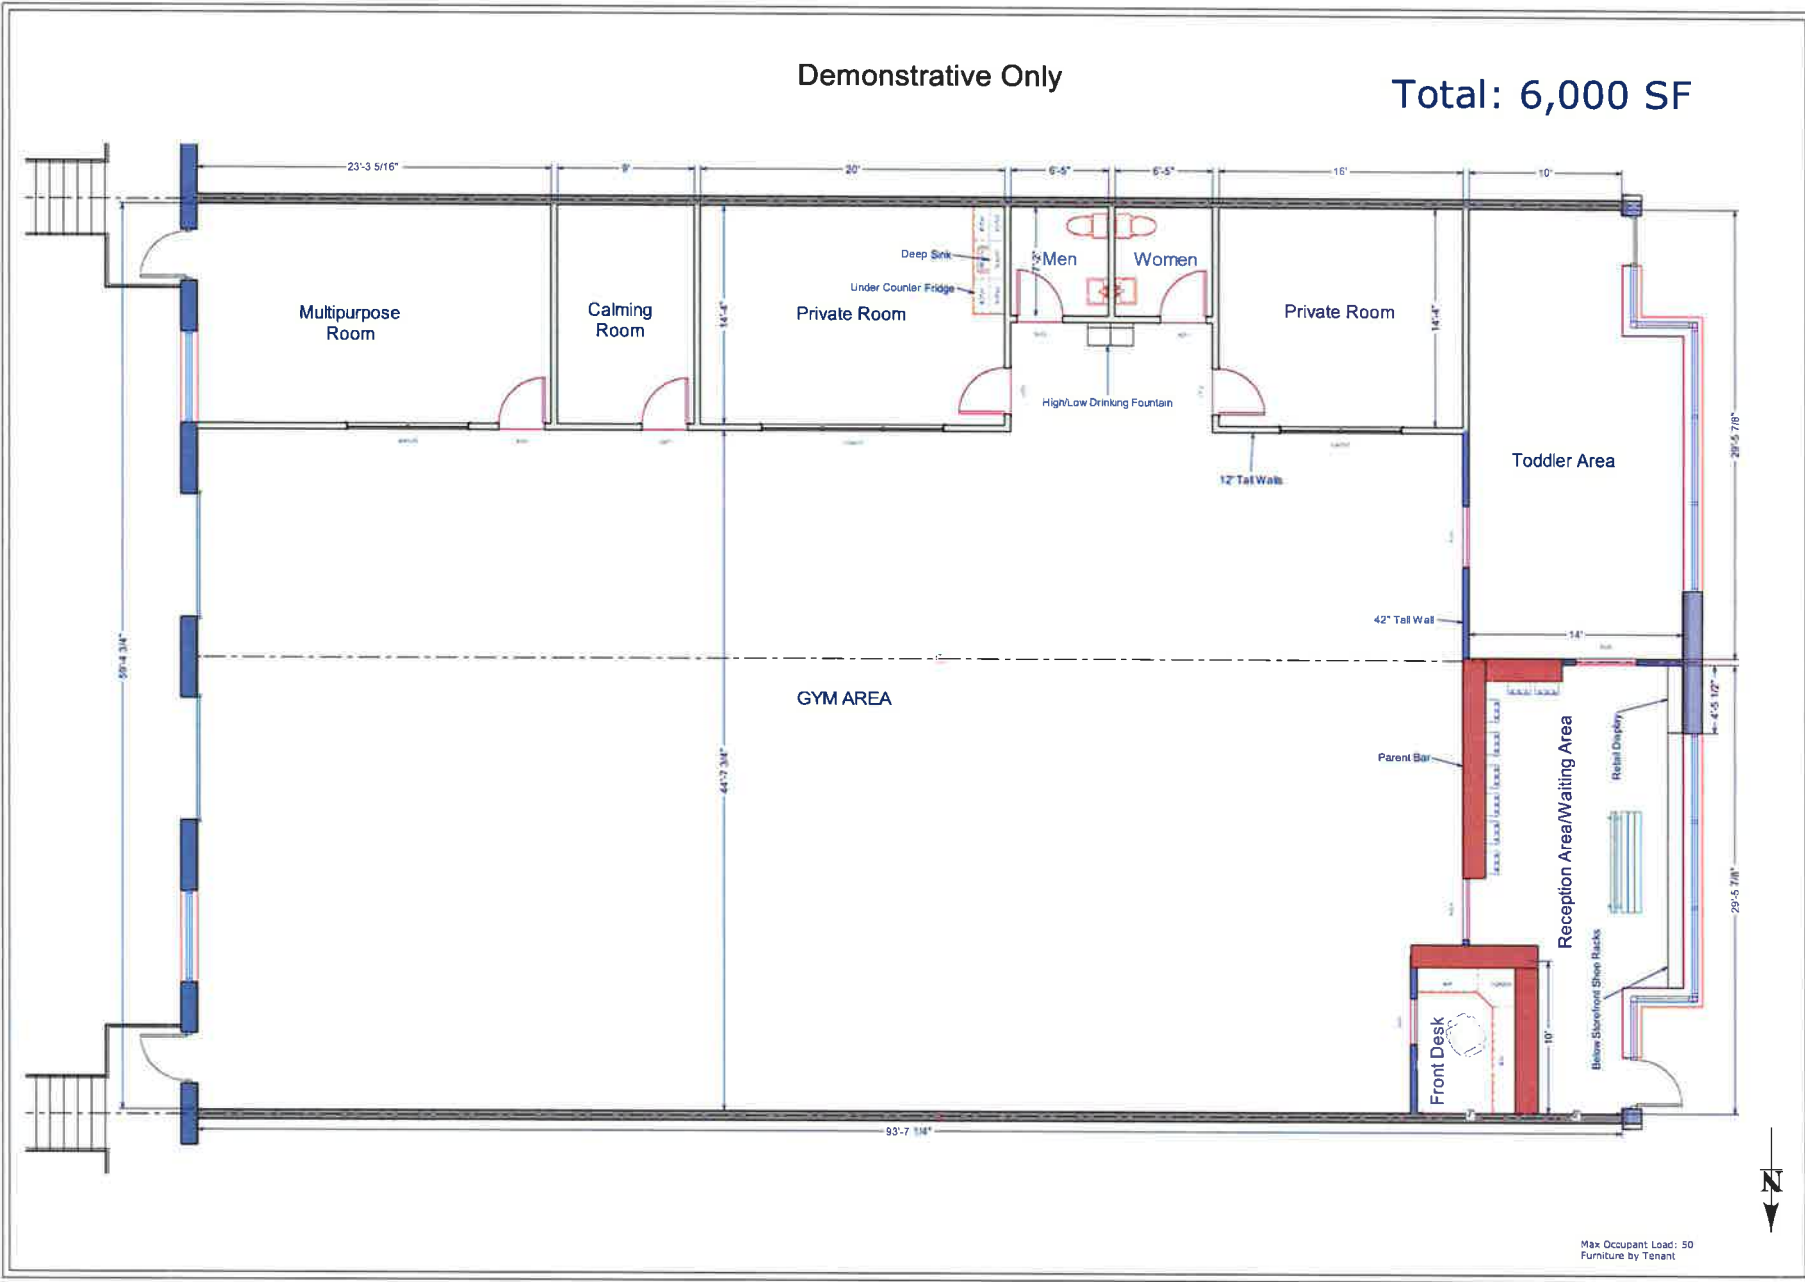 Demonstrative Only
Total: 6,000 SF
23'-3 5/16"
9'
20'
6'-5"
6'-5"
16'
10'
Deep Sink
Under Counter Fridge
Men
Women
7'-2"
Multipurpose
Room
Calming
Room
14'-4"
Private Room
Private Room
14'-4"
High/Low Drinking Fountain
29'-5 7/8"
Toddler Area
12' Tall Walls
59'-4 3/4"
42" Tall Wall
14'
GYM AREA
44'-7 3/4"
Parent Bar
Reception Area/Waiting Area
Retail Display
4'-5 1/2"
29'-5 7/8"
Below Storefront Shoe Racks
Front Desk
10'
93'-7 1/4"
N
Max Occupant Load: 50
Furniture by Tenant